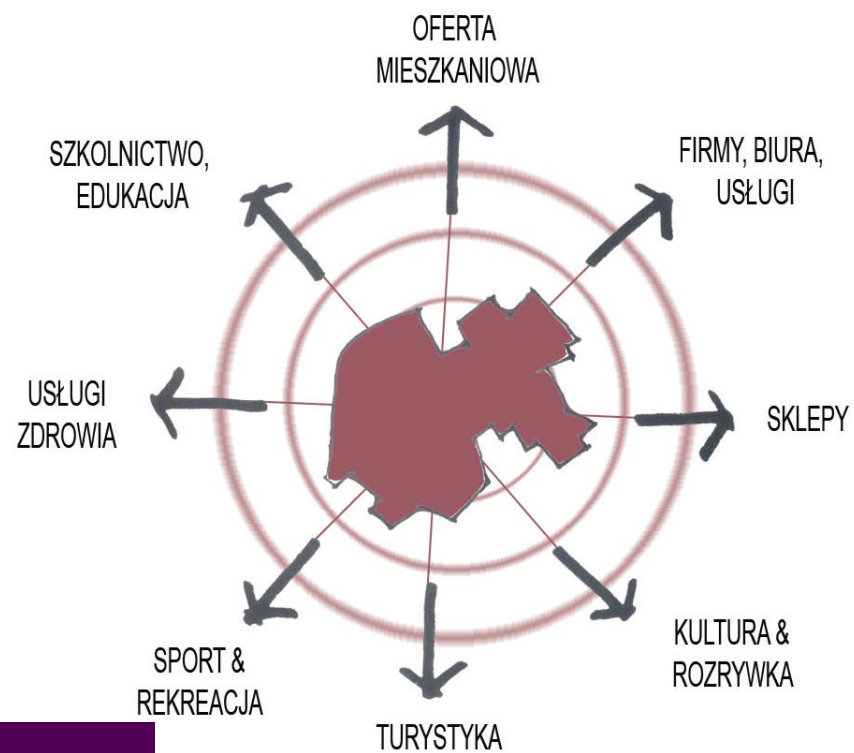 OFERTA
MIESZKANIOWA
SZKOLNICTWO,
EDUKACJA
FIRMY, BIURA,
USŁUGI
USŁUGI
ZDROWIA
SKLEPY
SPORT &
REKREACJA
KULTURA &
ROZRYWKA
TURYSTYKA